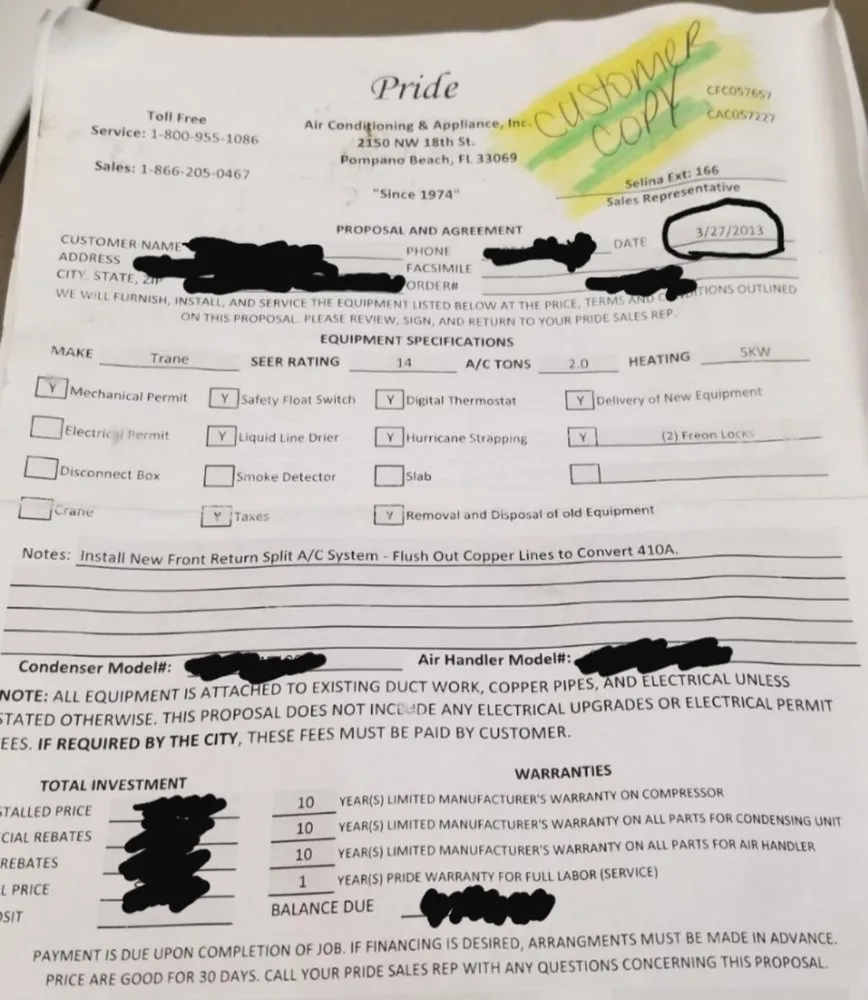 Pride
CUSTOMER
COPY
CFC057657
CAC057227
Toll Free
Service: 1-800-955-1086
Sales: 1-866-205-0467
Air Conditioning & Appliance, Inc.
2150 NW 18th St.
Pompano Beach, FL 33069
"Since 1974"
Selina Ext: 166
Sales Representative
PROPOSAL AND AGREEMENT
CUSTOMER NAME PHONE DATE 3/27/2013
ADDRESS FACSIMILE
CITY, STATE, ZIP ORDER#
WE WILL FURNISH, INSTALL, AND SERVICE THE EQUIPMENT LISTED BELOW AT THE PRICE, TERMS AND CONDITIONS OUTLINED
ON THIS PROPOSAL. PLEASE REVIEW, SIGN, AND RETURN TO YOUR PRIDE SALES REP.
EQUIPMENT SPECIFICATIONS
MAKE Trane SEER RATING 14 A/C TONS 2.0 HEATING 5KW
Y Mechanical Permit Y Safety Float Switch Y Digital Thermostat Y Delivery of New Equipment
Electrical Permit Y Liquid Line Drier Y Hurricane Strapping Y (2) Freon Locks
Disconnect Box Smoke Detector Slab
Crane Y Taxes Y Removal and Disposal of old Equipment
Notes: Install New Front Return Split A/C System - Flush Out Copper Lines to Convert 410A.
Condenser Model#: Air Handler Model#:
NOTE: ALL EQUIPMENT IS ATTACHED TO EXISTING DUCT WORK, COPPER PIPES, AND ELECTRICAL UNLESS
STATED OTHERWISE. THIS PROPOSAL DOES NOT INCLUDE ANY ELECTRICAL UPGRADES OR ELECTRICAL PERMIT
EES. IF REQUIRED BY THE CITY, THESE FEES MUST BE PAID BY CUSTOMER.
TOTAL INVESTMENT WARRANTIES
STALLED PRICE 10 YEAR(S) LIMITED MANUFACTURER'S WARRANTY ON COMPRESSOR
CIAL REBATES 10 YEAR(S) LIMITED MANUFACTURER'S WARRANTY ON ALL PARTS FOR CONDENSING UNIT
REBATES 10 YEAR(S) LIMITED MANUFACTURER'S WARRANTY ON ALL PARTS FOR AIR HANDLER
L PRICE 1 YEAR(S) PRIDE WARRANTY FOR FULL LABOR (SERVICE)
OSIT BALANCE DUE
PAYMENT IS DUE UPON COMPLETION OF JOB. IF FINANCING IS DESIRED, ARRANGMENTS MUST BE MADE IN ADVANCE.
PRICE ARE GOOD FOR 30 DAYS. CALL YOUR PRIDE SALES REP WITH ANY QUESTIONS CONCERNING THIS PROPOSAL.